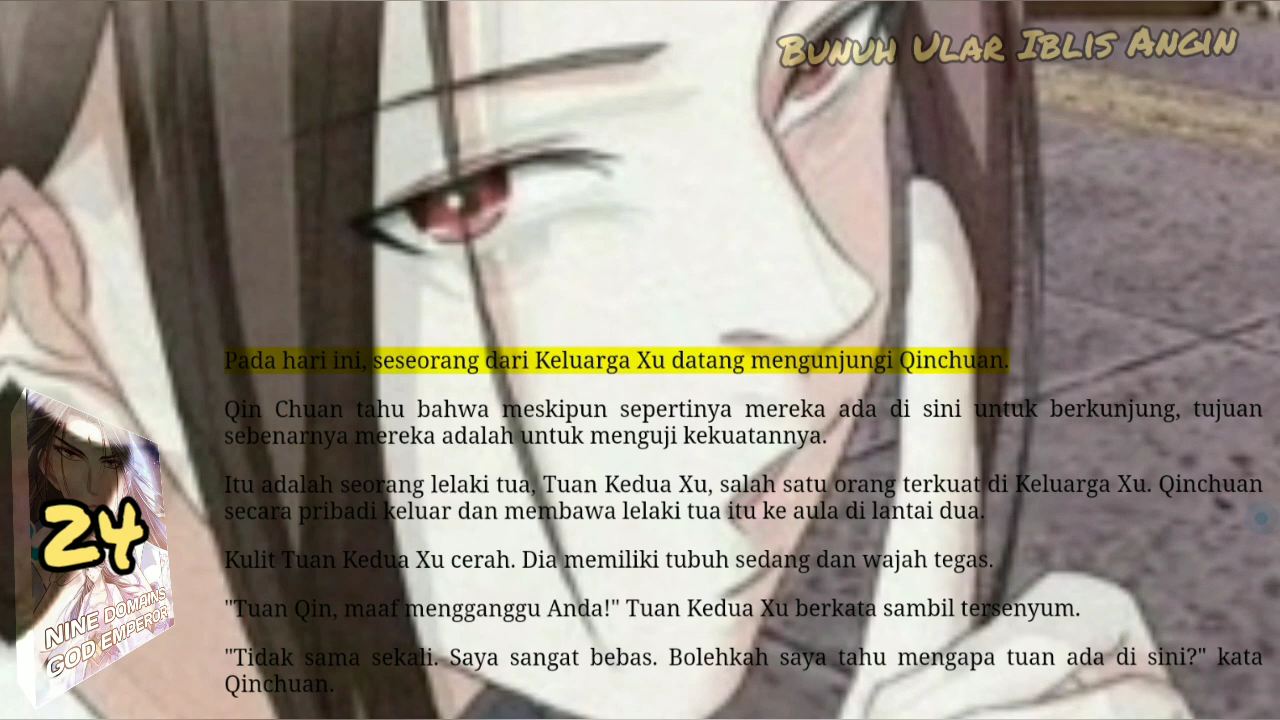 Bunuh Ular Iblis Angin
Pada hari ini, seseorang dari Keluarga Xu datang mengunjungi Qinchuan.
Qin Chuan tahu bahwa meskipun sepertinya mereka ada di sini untuk berkunjung, tujuan
sebenarnya mereka adalah untuk menguji kekuatannya.
Itu adalah seorang lelaki tua, Tuan Kedua Xu, salah satu orang terkuat di Keluarga Xu. Qinchuan
secara pribadi keluar dan membawa lelaki tua itu ke aula di lantai dua.
Kulit Tuan Kedua Xu cerah. Dia memiliki tubuh sedang dan wajah tegas.
"Tuan Qin, maaf mengganggu Anda!" Tuan Kedua Xu berkata sambil tersenyum.
"Tidak sama sekali. Saya sangat bebas. Bolehkah saya tahu mengapa tuan ada di sini?" kata
Qinchuan.
24
NINE DOMAINS
GOD EMPEROR